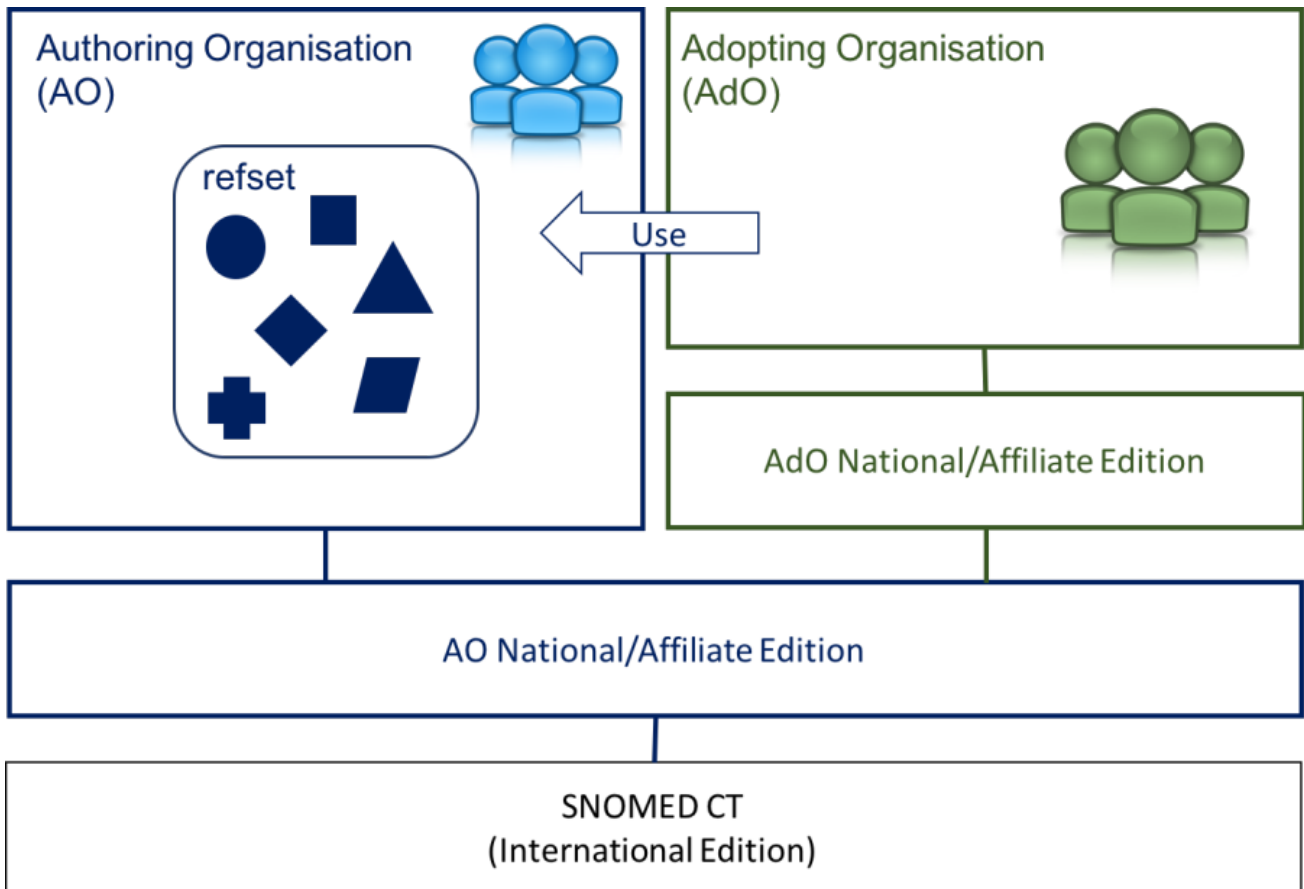 Authoring Organisation
(AO)
refset
Adopting Organisation
(AdO)
Use
AdO National/Affiliate Edition
AO National/Affiliate Edition
SNOMED CT
(International Edition)